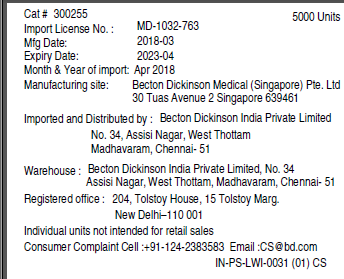 Cat # 300255 5000 Units
Import License No. : MD-1032-763
Mfg Date: 2018-03
Expiry Date: 2023-04
Month & Year of import: Apr 2018
Manufacturing site: Becton Dickinson Medical (Singapore) Pte. Ltd
30 Tuas Avenue 2 Singapore 639461
Imported and Distributed by : Becton Dickinson India Private Limited
No. 34, Assisi Nagar, West Thottam
Madhavaram, Chennai- 51
Warehouse : Becton Dickinson India Private Limited, No. 34
Assisi Nagar, West Thottam, Madhavaram, Chennai- 51
Registered office : 204, Tolstoy House, 15 Tolstoy Marg.
New Delhi–110 001
Individual units not intended for retail sales
Consumer Complaint Cell :+91-124-2383583 Email :CS@bd.com
IN-PS-LWI-0031 (01) CS